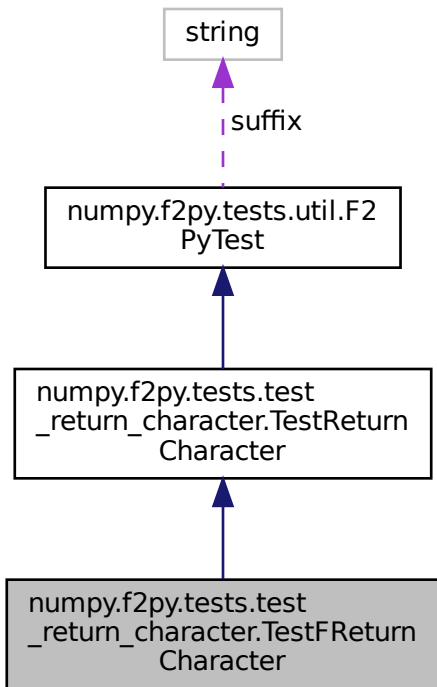 string
suffix
numpy.f2py.tests.util.F2
PyTest
numpy.f2py.tests.test
_return_character.TestReturn
Character
numpy.f2py.tests.test
_return_character.TestFReturn
Character